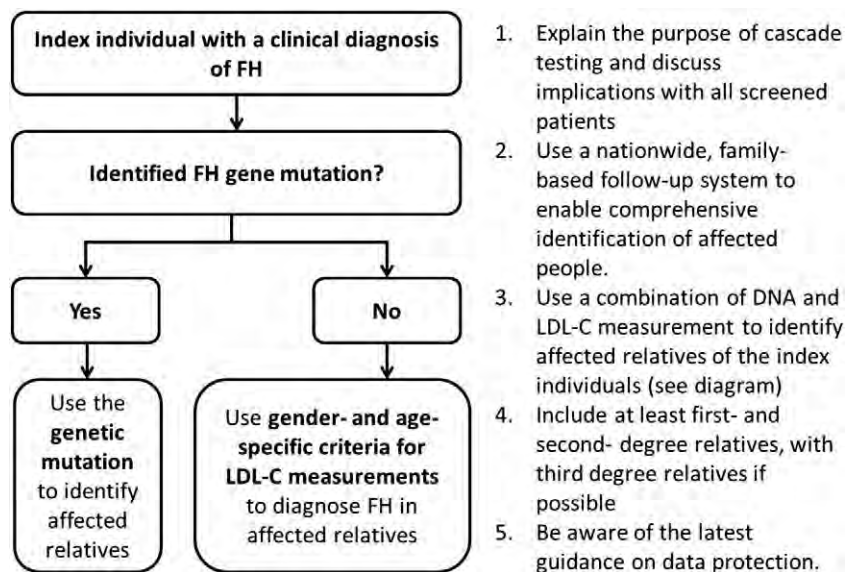 Index individual with a clinical diagnosis
of FH
Identified FH gene mutation?
Yes
No
Use the
genetic
mutation
to identify
affected
relatives
Use gender- and age-
specific criteria for
LDL-C measurements
to diagnose FH in
affected relatives
1. Explain the purpose of cascade
testing and discuss
implications with all screened
patients
2. Use a nationwide, family-
based follow-up system to
enable comprehensive
identification of affected
people.
3. Use a combination of DNA and
LDL-C measurement to identify
affected relatives of the index
individuals (see diagram)
4. Include at least first- and
second- degree relatives, with
third degree relatives if
possible
5. Be aware of the latest
guidance on data protection.